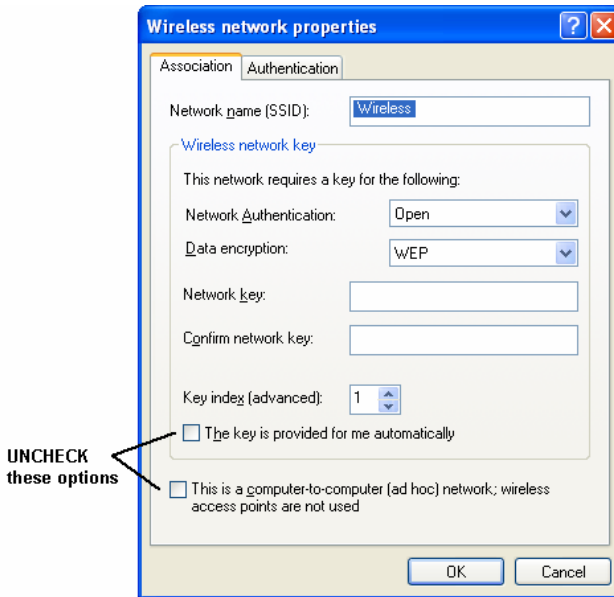 Wireless network properties
Association
Authentication
Network name (SSID):
Wireless
Wireless network key
This network requires a key for the following:
Network Authentication:
Open
Data encryption:
WEP
Network key:
Confirm network key:
Key index (advanced):
1
The key is provided for me automatically
UNCHECK
these options
This is a computer-to-computer (ad hoc) network; wireless
access points are not used
OK
Cancel